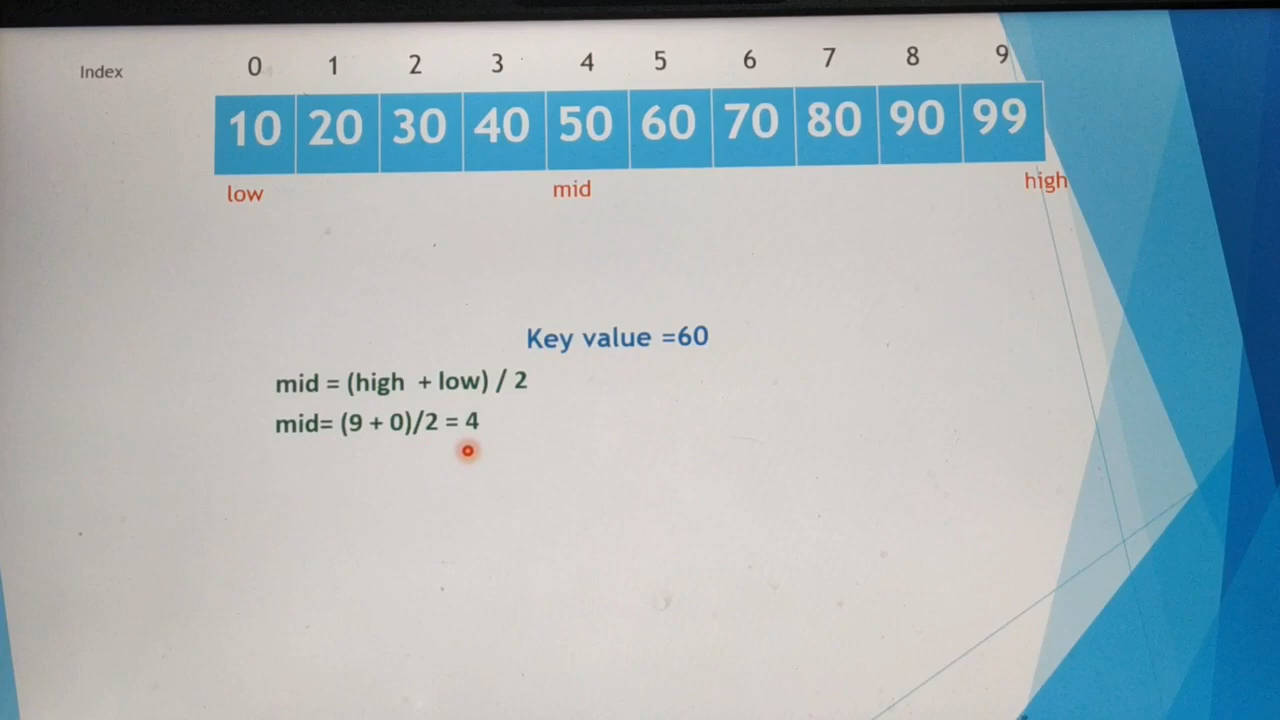 Index 0 1 2 3 4 5 6 7 8 9
10 20 30 40 50 60 70 80 90 99
low mid high
Key value =60
mid = (high + low) / 2
mid= (9 + 0)/2 = 4